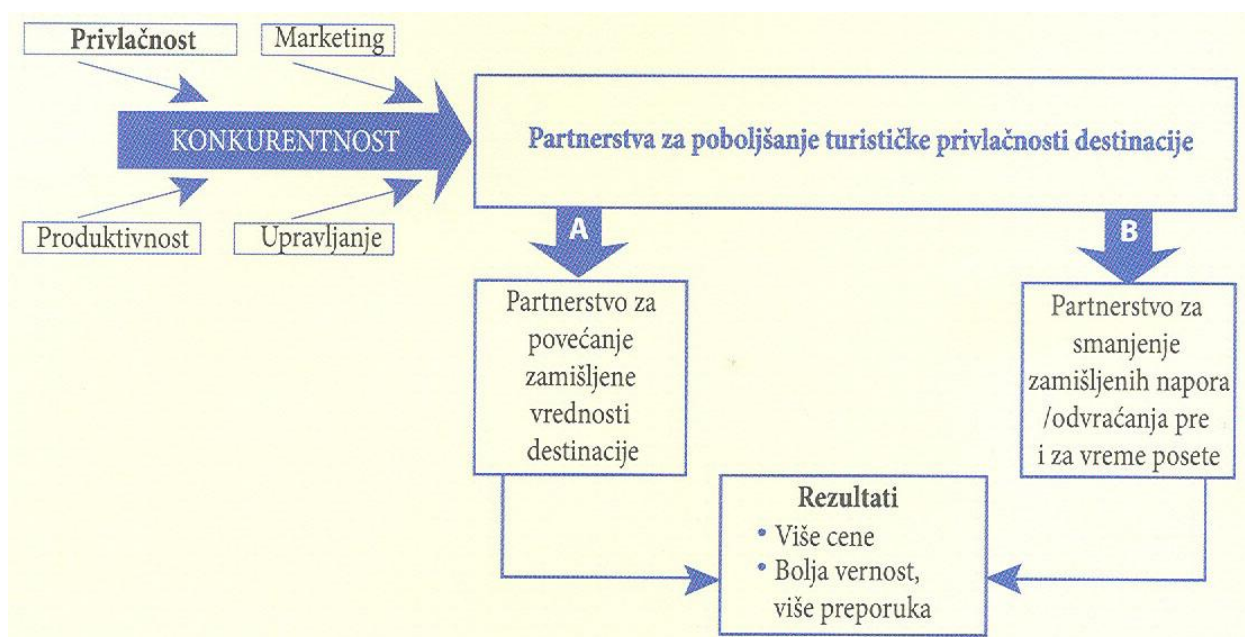 Privlačnost
Marketing
KONKURENTNOST
Produktivnost
Upravljanje
Partnerstva za poboljšanje turističke privlačnosti destinacije
A
B
Partnerstvo za
povećanje
zamišljene
vrednosti
destinacije
Partnerstvo za
smanjenje
zamišljenih napora
/odvraćanja pre
i za vreme posete
Rezultati
• Više cene
• Bolja vernost,
više preporuka